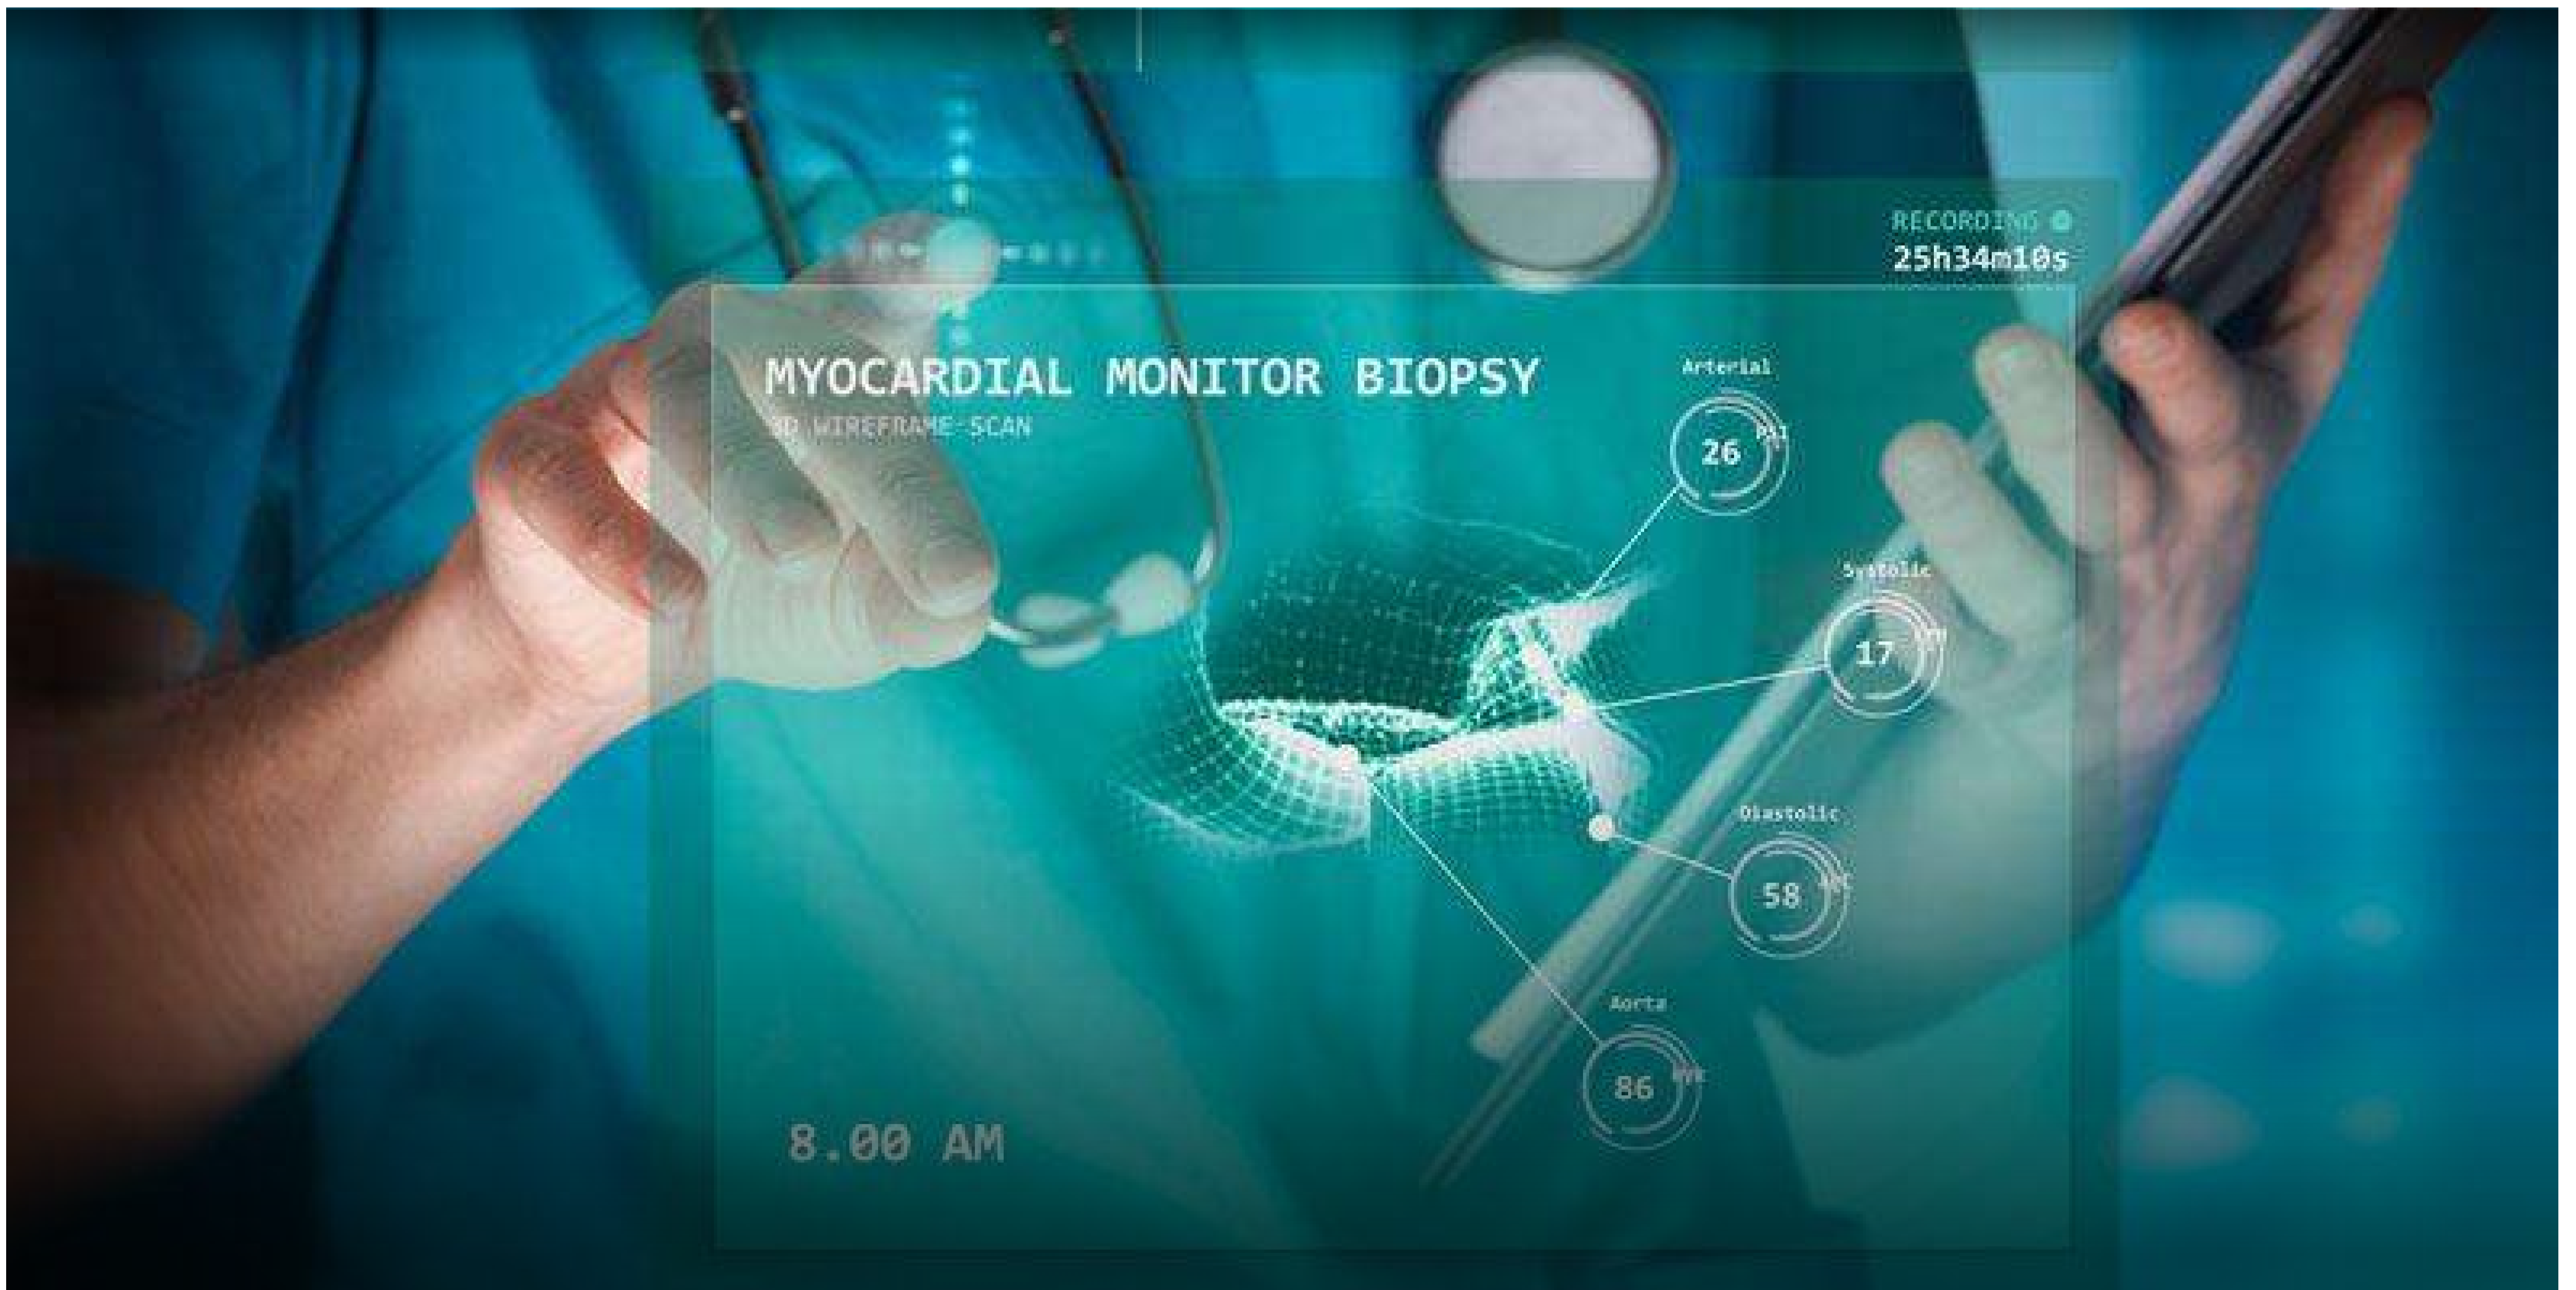 RECORDING
25h34m10s
MYOCARDIAL MONITOR BIOPSY
3D WIREFRAME SCAN
Arterial
26
Systolic
17
Diastolic
58
Aorta
86
8.00 AM